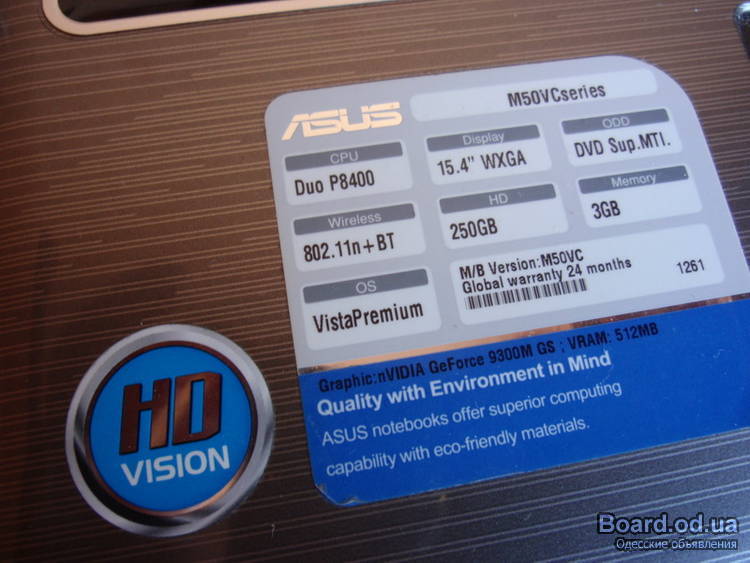 ASUS
M50VCseries
CPU
Duo P8400
Display
15.4" WXGA
ODD
DVD Sup.MTI.
Wireless
802.11n+BT
HD
250GB
Memory
3GB
OS
VistaPremium
M/B Version:M50VC
Global warranty 24 months
1261
Graphic:nVIDIA GeForce 9300M GS ; VRAM: 512MB
Quality with Environment in Mind
ASUS notebooks offer superior computing
capability with eco-friendly materials.
HD
VISION
Board.od.ua
Одесские объявления